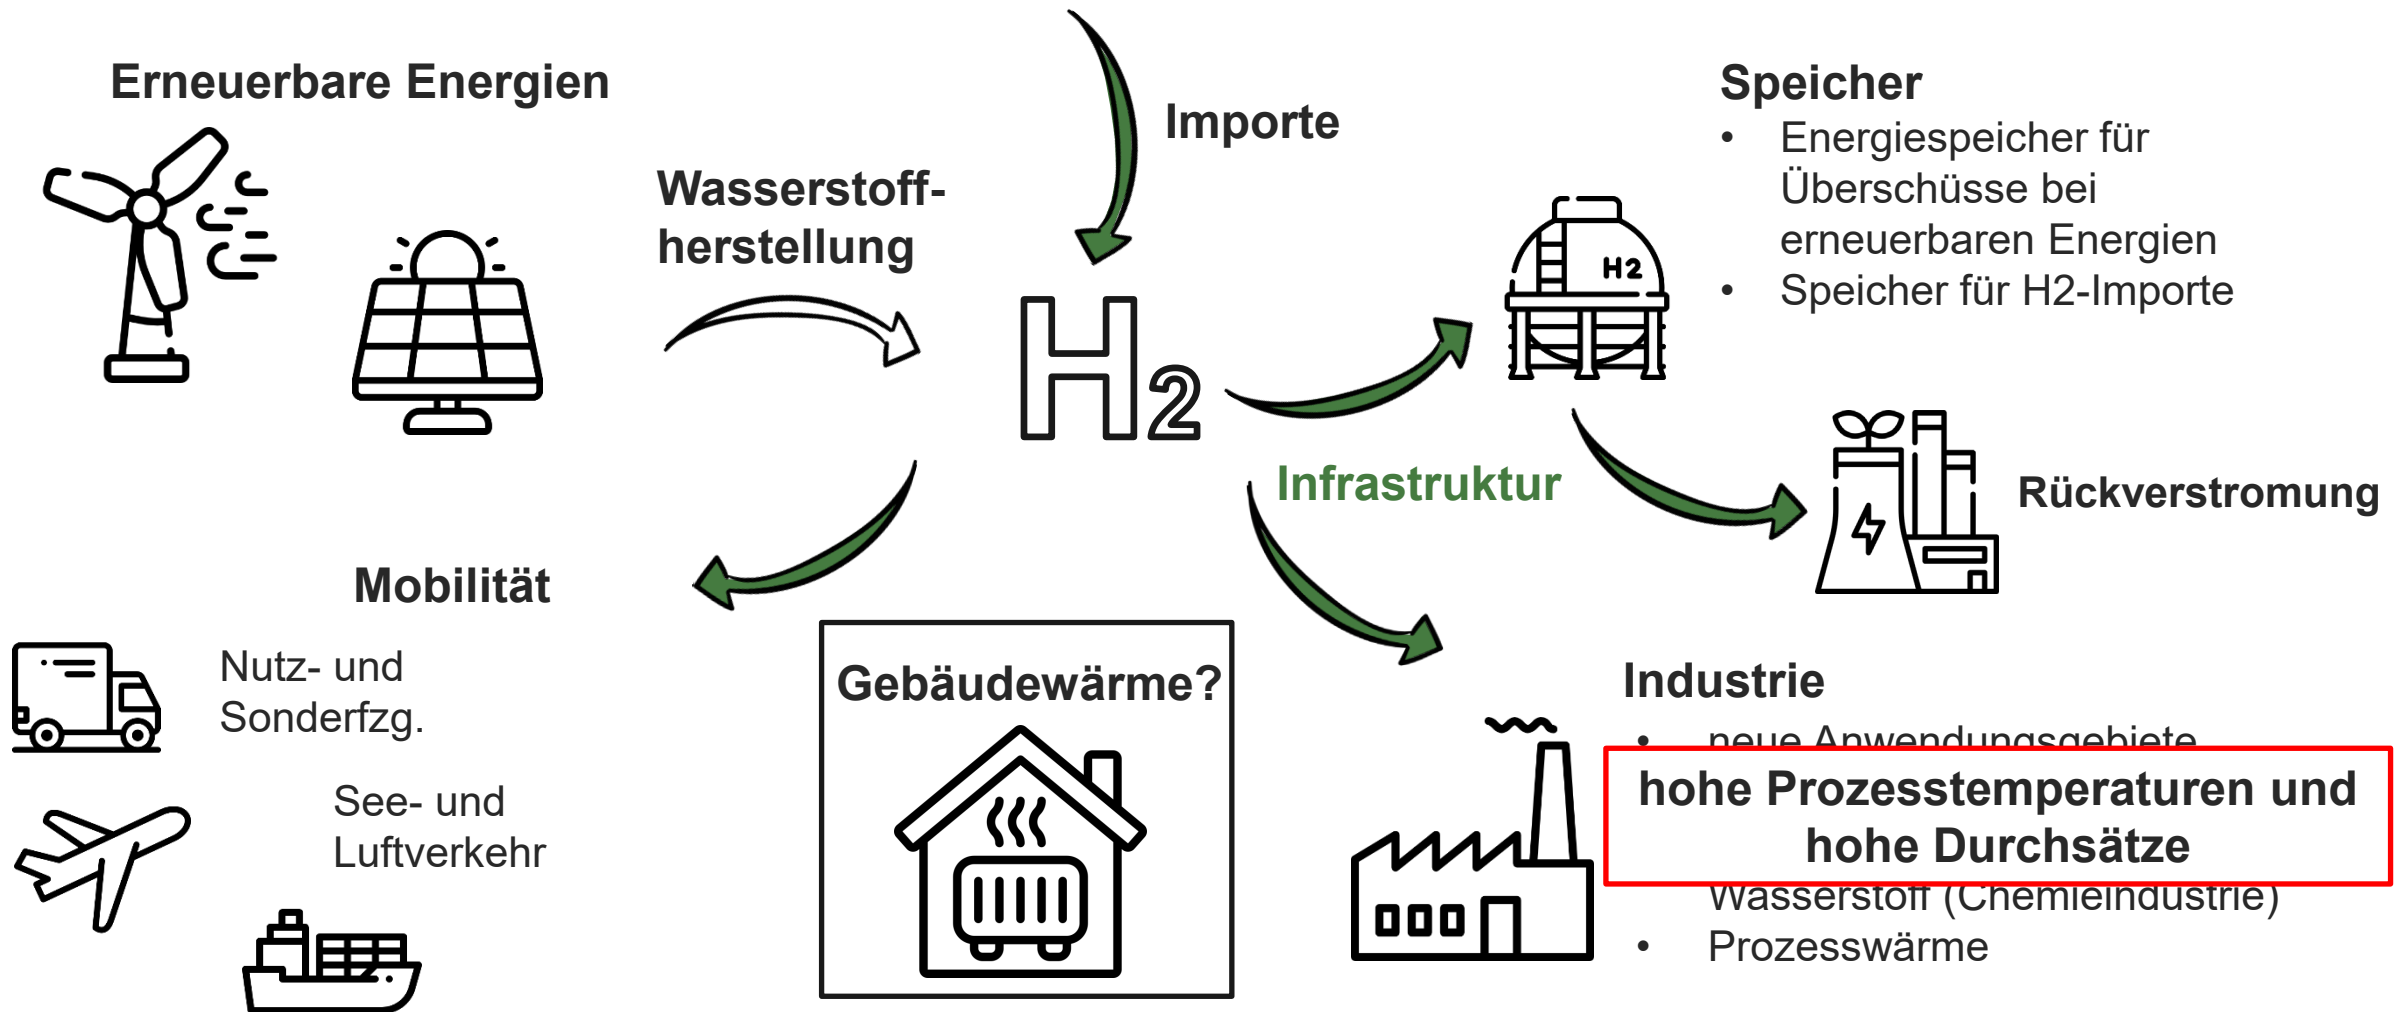 Erneuerbare Energien
Wasserstoff-
herstellung
Importe
H2
Speicher
• Energiespeicher für
Überschüsse bei
erneuerbaren Energien
• Speicher für H2-Importe
H2
Infrastruktur
Rückverstromung
Mobilität
Nutz- und
Sonderfzg.
See- und
Luftverkehr
Gebäudewärme?
Industrie
• neue Anwendungsgebiete
hohe Prozesstemperaturen und
hohe Durchsätze
Wasserstoff (Chemieindustrie)
• Prozesswärme